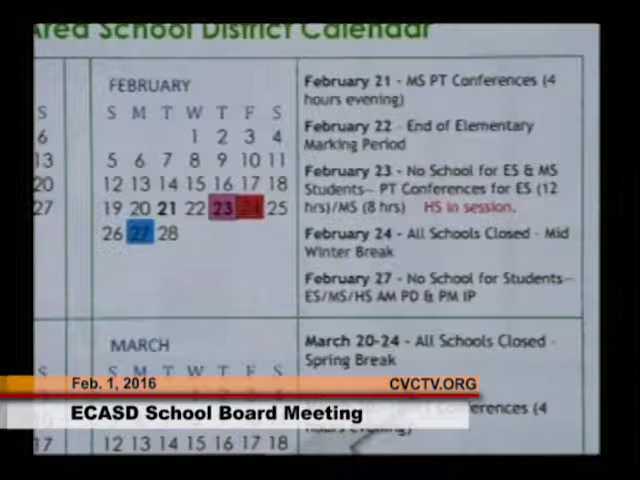 Area School District Calendar
S
6
13
20
27
FEBRUARY
S M T W T F S
1 2 3 4
5 6 7 8 9 10 11
12 13 14 15 16 17 18
19 20 21 22 23 24 25
26 27 28
February 21 - MS PT Conferences (4
hours evening)
February 22 - End of Elementary
Marking Period
February 23 - No School for ES & MS
Students-- PT Conferences for ES (12
hrs)/MS (8 hrs) HS in session.
February 24 - All Schools Closed - Mid
Winter Break
February 27 - No School for Students--
ES/MS/HS AM PD & PM IP
MARCH
S M T W T F S
12 13 14 15 16 17 18
March 20-24 - All Schools Closed -
Spring Break
Conferences (4
hours evening)
S
17
Feb. 1, 2016 CVCTV.ORG
ECASD School Board Meeting